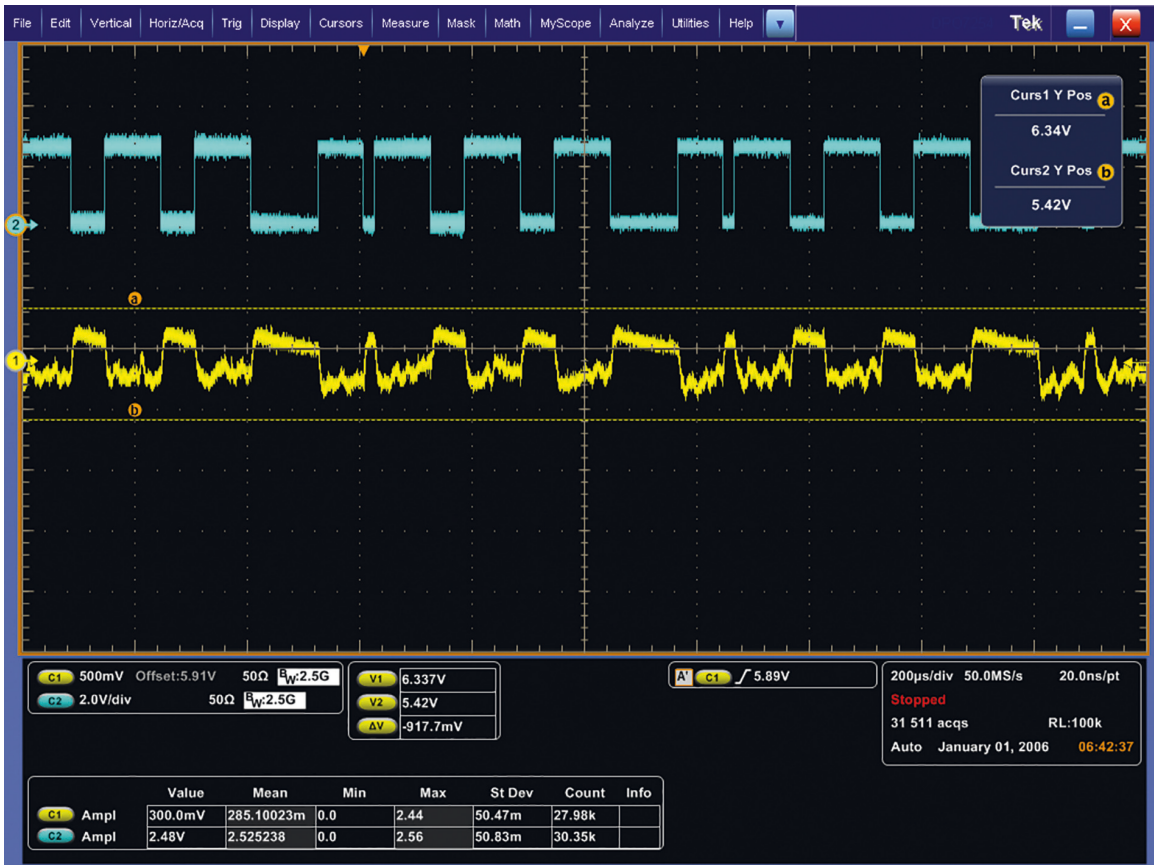 File Edit Vertical Horiz/Acq Trig Display Cursors Measure Mask Math MyScope Analyze Utilities Help Tek X
Curs1 Y Pos a
6.34V
Curs2 Y Pos b
5.42V
2
a
1
b
C1 500mV Offset:5.91V 50Ω BW:2.5G
C2 2.0V/div 50Ω BW:2.5G
V1 6.337V
V2 5.42V
ΔV -917.7mV
A' C1 5.89V
200µs/div 50.0MS/s 20.0ns/pt
Stopped
31 511 acqs RL:100k
Auto January 01, 2006 06:42:37
Value Mean Min Max St Dev Count Info
C1 Ampl 300.0mV 285.10023m 0.0 2.44 50.47m 27.98k
C2 Ampl 2.48V 2.525238 0.0 2.56 50.83m 30.35k